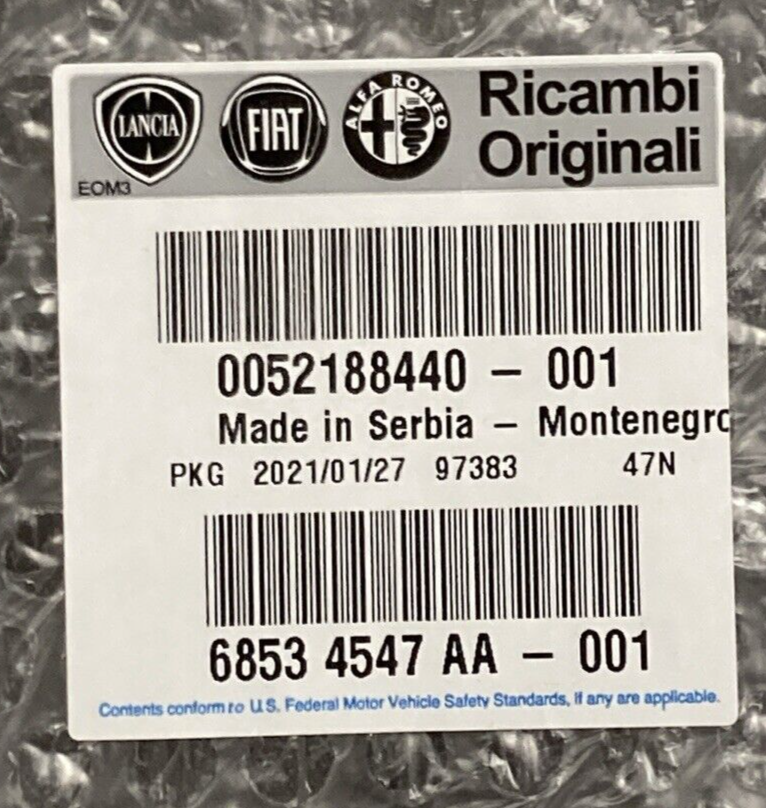 LANCIA
FIAT
ALFA ROMEO
Ricambi
Originali
EOM3
0052188440 – 001
Made in Serbia – Montenegro
PKG 2021/01/27 97383 47N
6853 4547 AA – 001
Contents conform to U.S. Federal Motor Vehicle Safety Standards, If any are applicable.